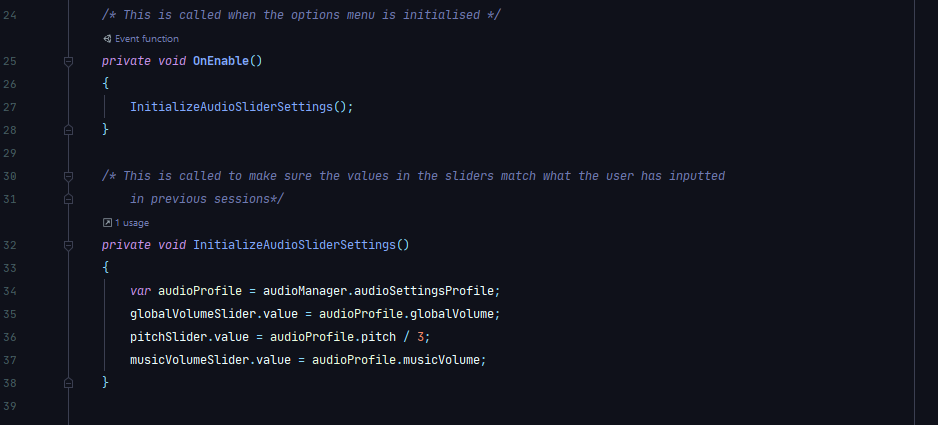 24 /* This is called when the options menu is initialised */
Event function
25 private void OnEnable()
26 {
27 InitializeAudioSliderSettings();
28 }
29
30 /* This is called to make sure the values in the sliders match what the user has inputted
31 in previous sessions*/
1 usage
32 private void InitializeAudioSliderSettings()
33 {
34 var audioProfile = audioManager.audioSettingsProfile;
35 globalVolumeSlider.value = audioProfile.globalVolume;
36 pitchSlider.value = audioProfile.pitch / 3;
37 musicVolumeSlider.value = audioProfile.musicVolume;
38 }
39